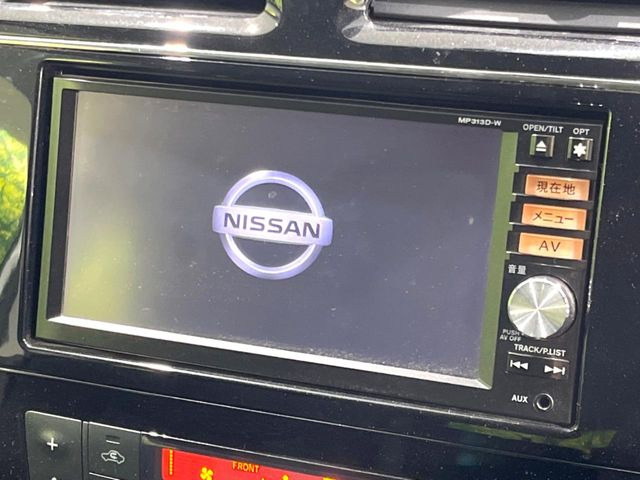 MP313D-W
OPEN/TILT OPT
現在地
メニュー
AV
NISSAN
音量
PUSH
AV OFF
TRACK/P.LIST
AUX
FRONT